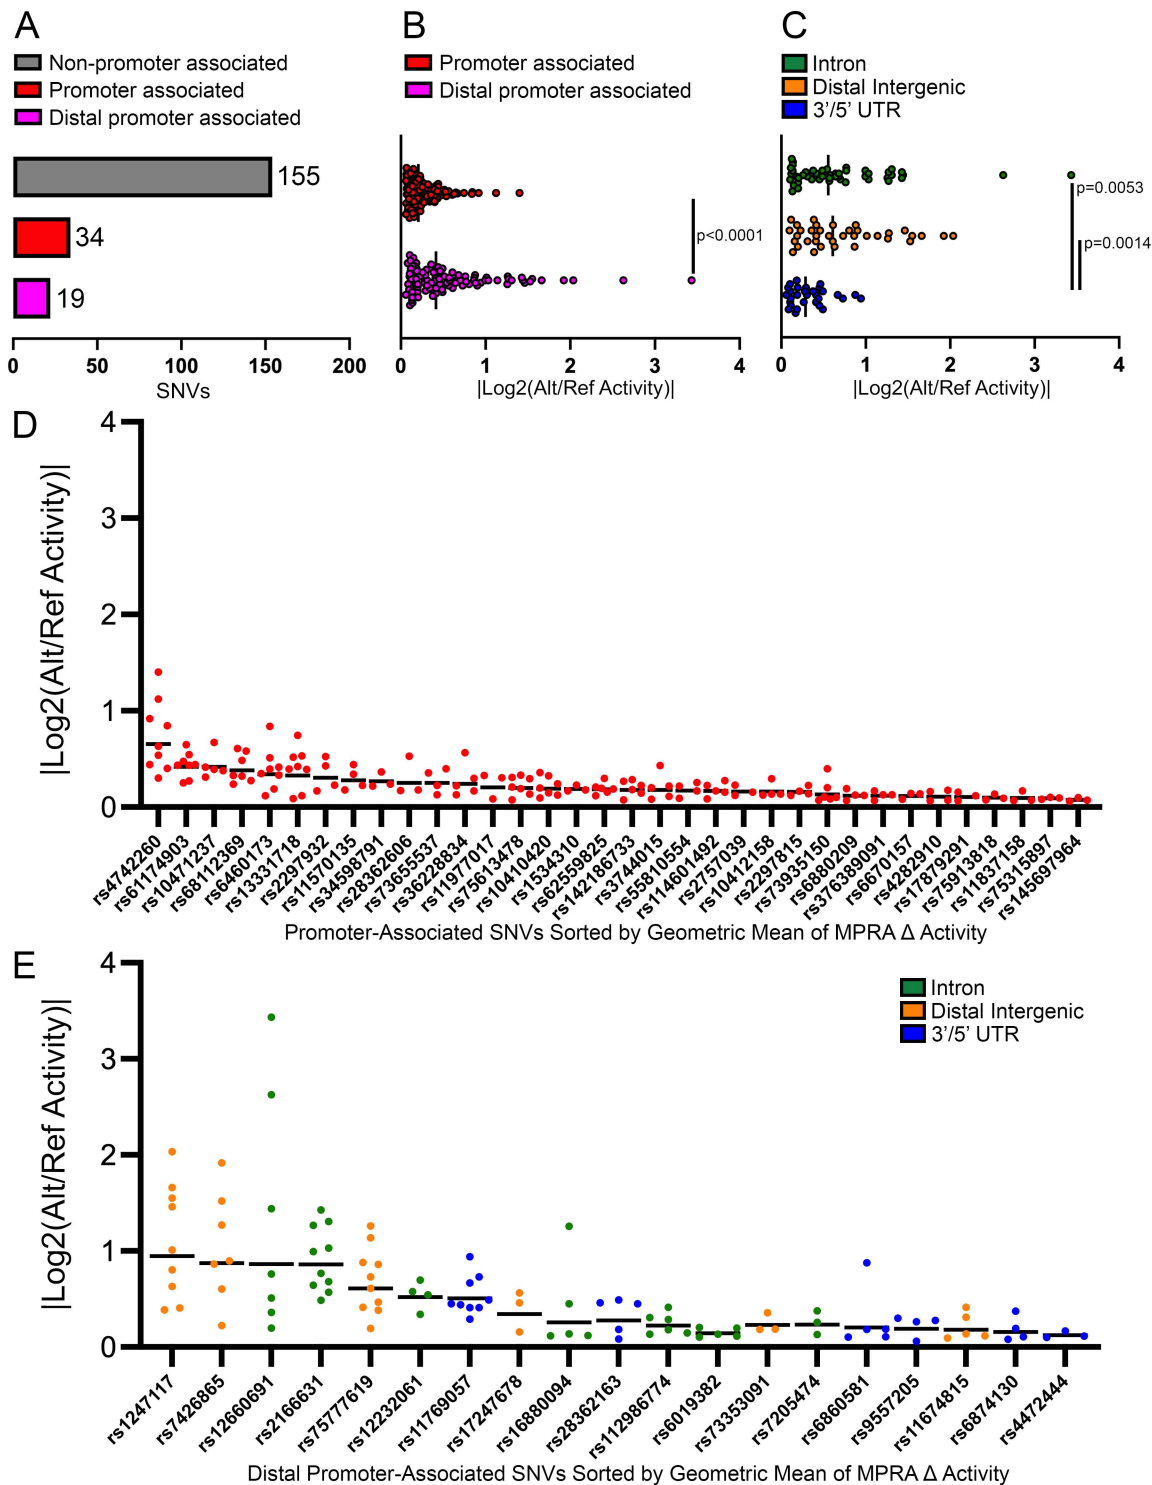 A
Non-promoter associated
Promoter associated
Distal promoter associated
155
34
19
0 50 100 150 200
SNVs
B
Promoter associated
Distal promoter associated
p<0.0001
0 1 2 3 4
|Log2(Alt/Ref Activity)|
C
Intron
Distal Intergenic
3’/5’ UTR
p=0.0053
p=0.0014
0 1 2 3 4
|Log2(Alt/Ref Activity)|
D
|Log2(Alt/Ref Activity)|
4
3
2
1
0
rs4742260
rs61174903
rs10471237
rs68112369
rs6460173
rs13331718
rs2297932
rs11570135
rs34598791
rs28362606
rs73655537
rs36228834
rs11977017
rs75613478
rs10410420
rs1534310
rs62559825
rs142186733
rs3744015
rs55810554
rs114601492
rs2757039
rs10412158
rs2297815
rs73935150
rs6880209
rs376389091
rs6670157
rs4282910
rs17879291
rs75913818
rs11837158
rs75315897
rs145697964
Promoter-Associated SNVs Sorted by Geometric Mean of MPRA Δ Activity
E
|Log2(Alt/Ref Activity)|
4
3
2
1
0
Intron
Distal Intergenic
3’/5’ UTR
rs1247117
rs7426865
rs12660691
rs2166631
rs75777619
rs12232061
rs11769057
rs17247678
rs16880094
rs28362163
rs112986774
rs6019382
rs73353091
rs7205474
rs6860581
rs9557205
rs11674815
rs6874130
rs4472444
Distal Promoter-Associated SNVs Sorted by Geometric Mean of MPRA Δ Activity